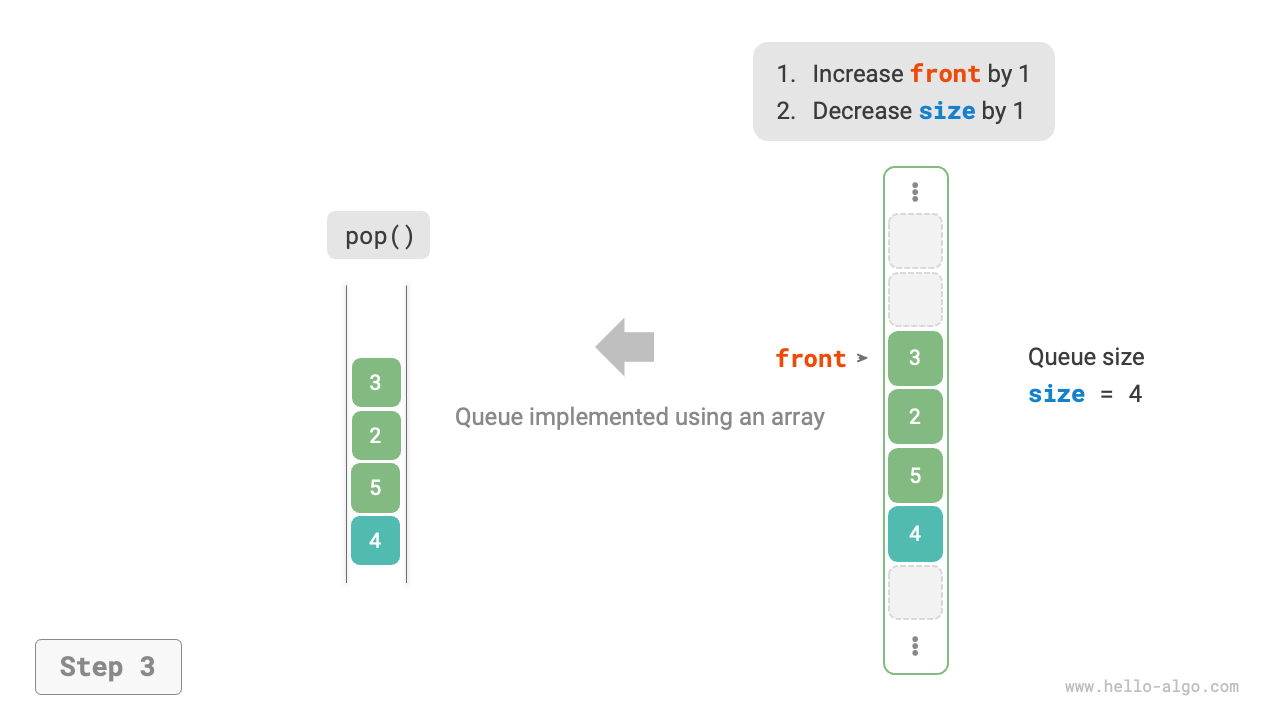 1. Increase front by 1
2. Decrease size by 1
pop()
3
2
5
4
Queue implemented using an array
front >
3
2
5
4
Queue size
size = 4
Step 3
www.hello-algo.com